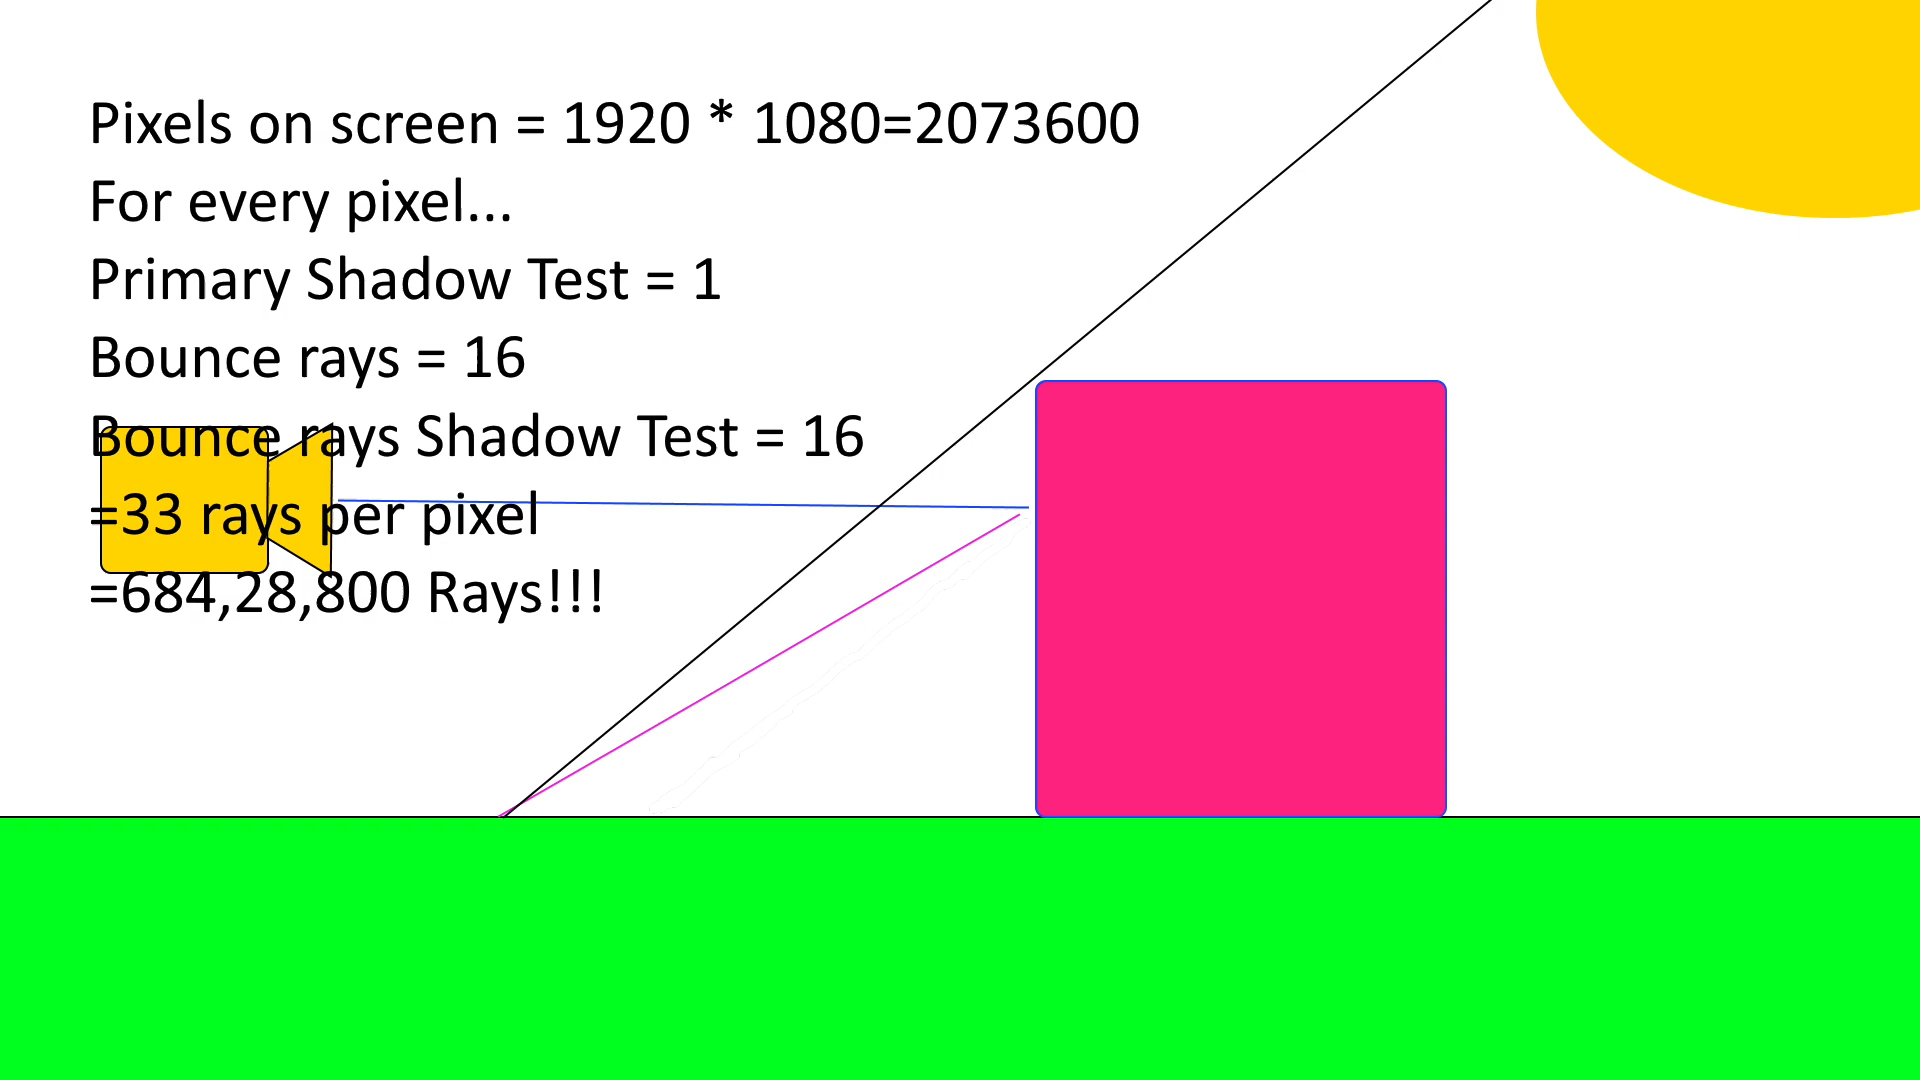 Pixels on screen = 1920 * 1080=2073600
For every pixel...
Primary Shadow Test = 1
Bounce rays = 16
Bounce rays Shadow Test = 16
=33 rays per pixel
=684,28,800 Rays!!!